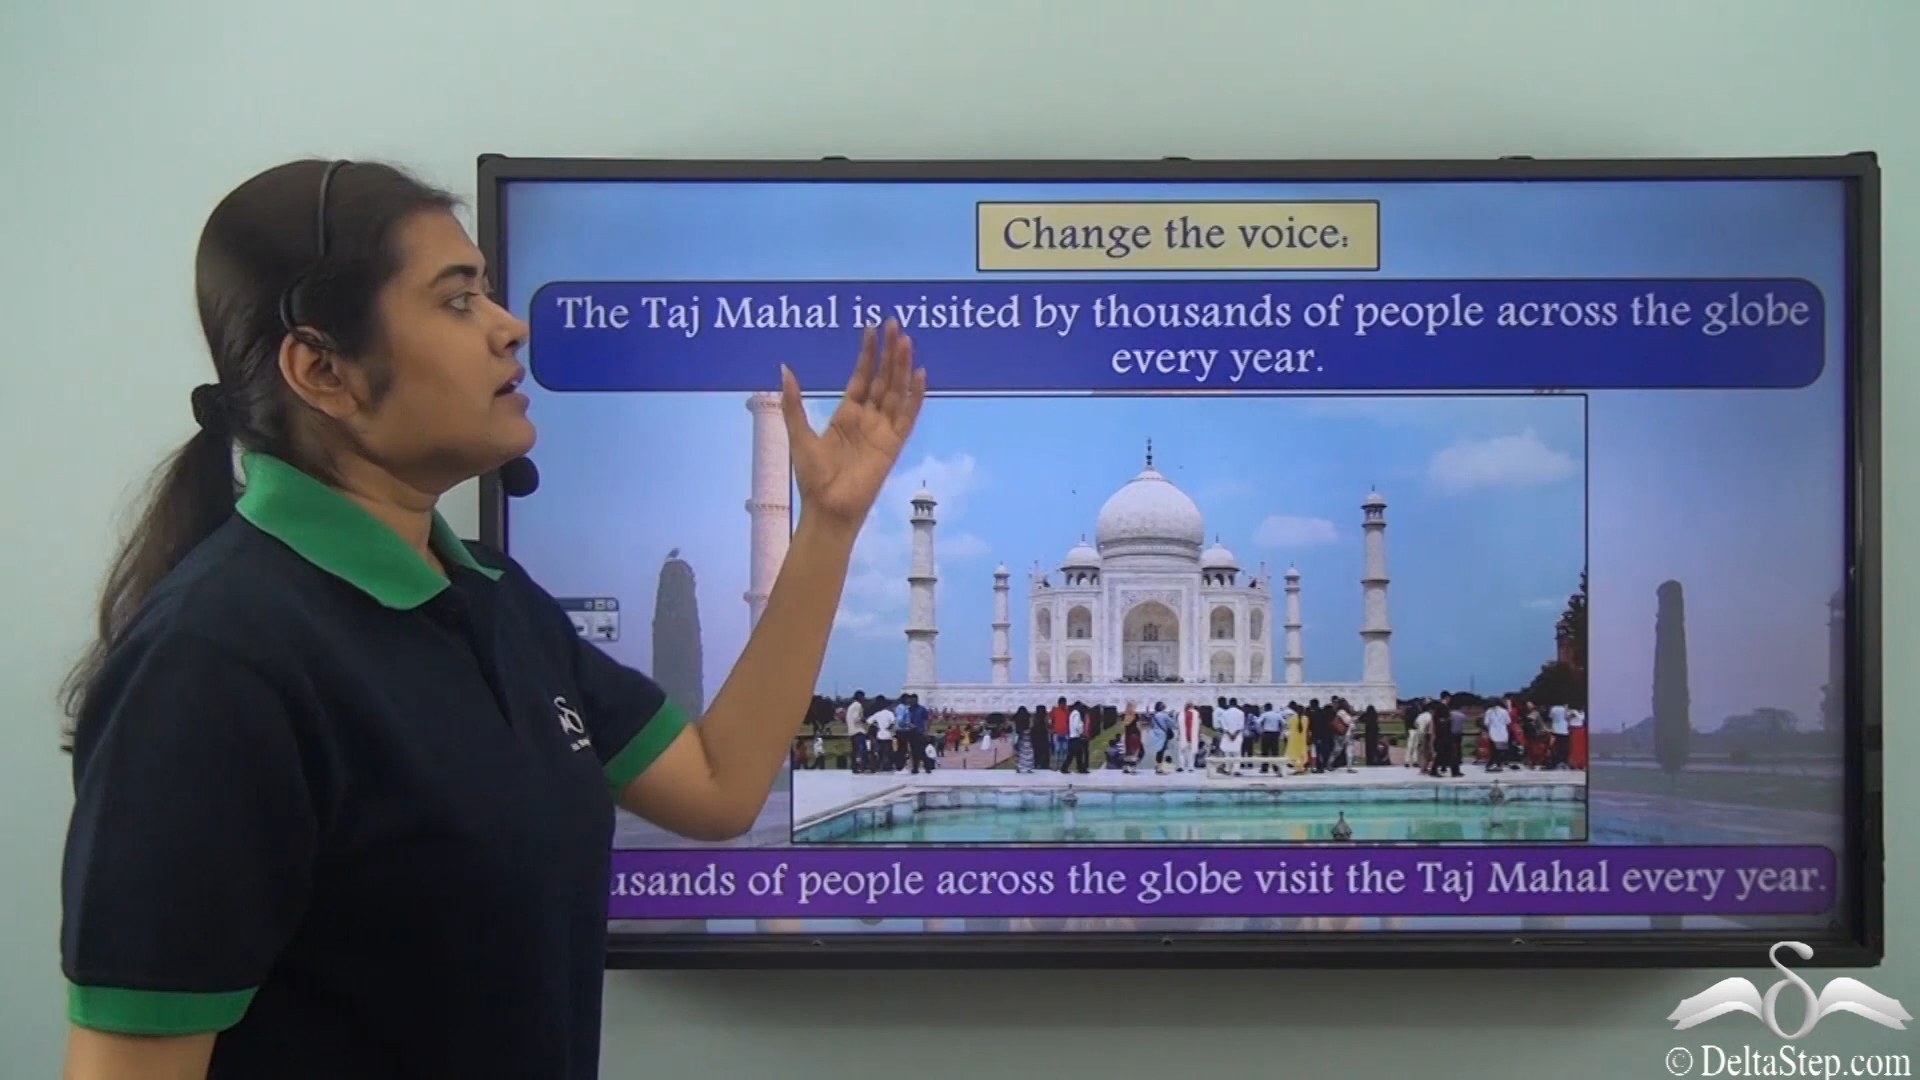 Change the voice:
The Taj Mahal is visited by thousands of people across the globe
every year.
usands of people across the globe visit the Taj Mahal every year.
© DeltaStep.com